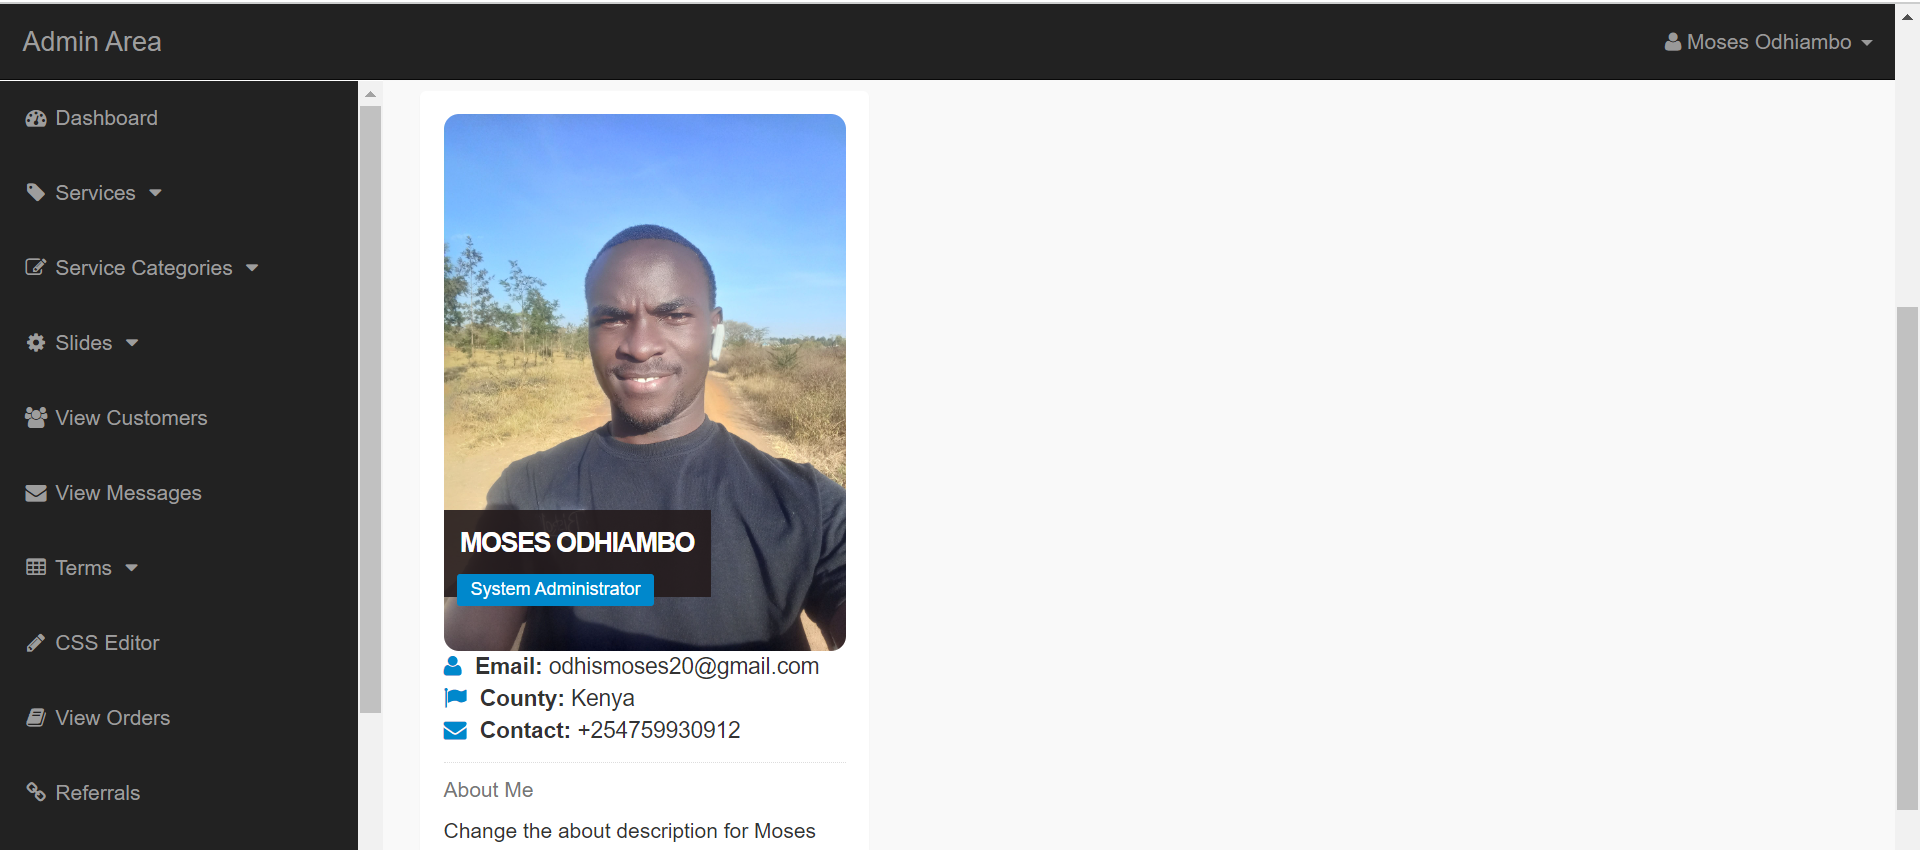 Admin Area
Moses Odhiambo
Dashboard
Services
Service Categories
Slides
View Customers
View Messages
Terms
CSS Editor
View Orders
Referrals
MOSES ODHIAMBO
System Administrator
Email: odhismoses20@gmail.com
County: Kenya
Contact: +254759930912
About Me
Change the about description for Moses